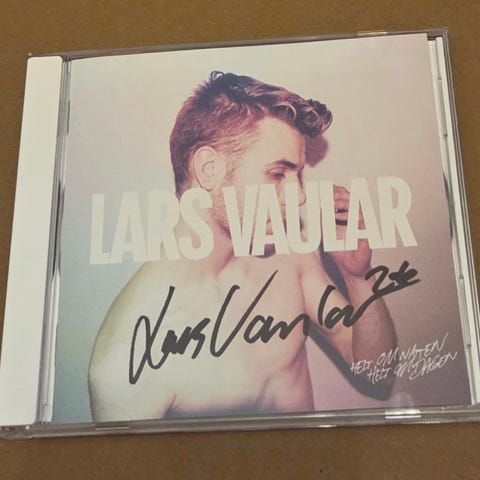 LARS VAULAR
Lars Vaular
HELT OM NATTEN
HELT OM DAGEN